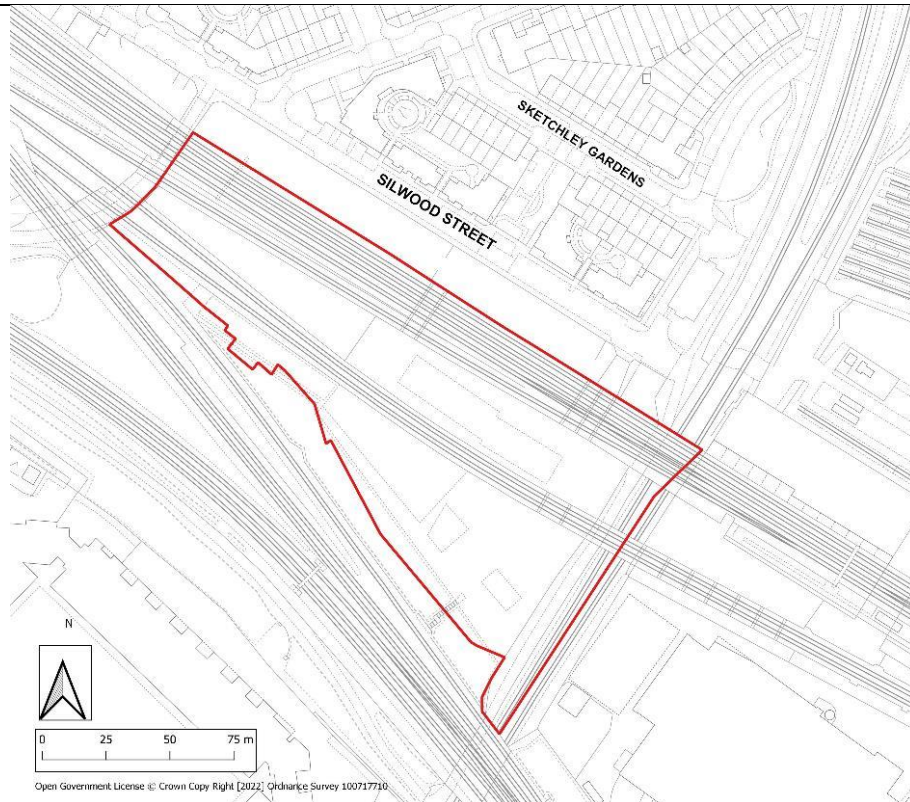 SKETCHLEY GARDENS
SILWOOD STREET
N
0 25 50 75 m
Open Government License © Crown Copy Right [2022] Ordnance Survey 100717710